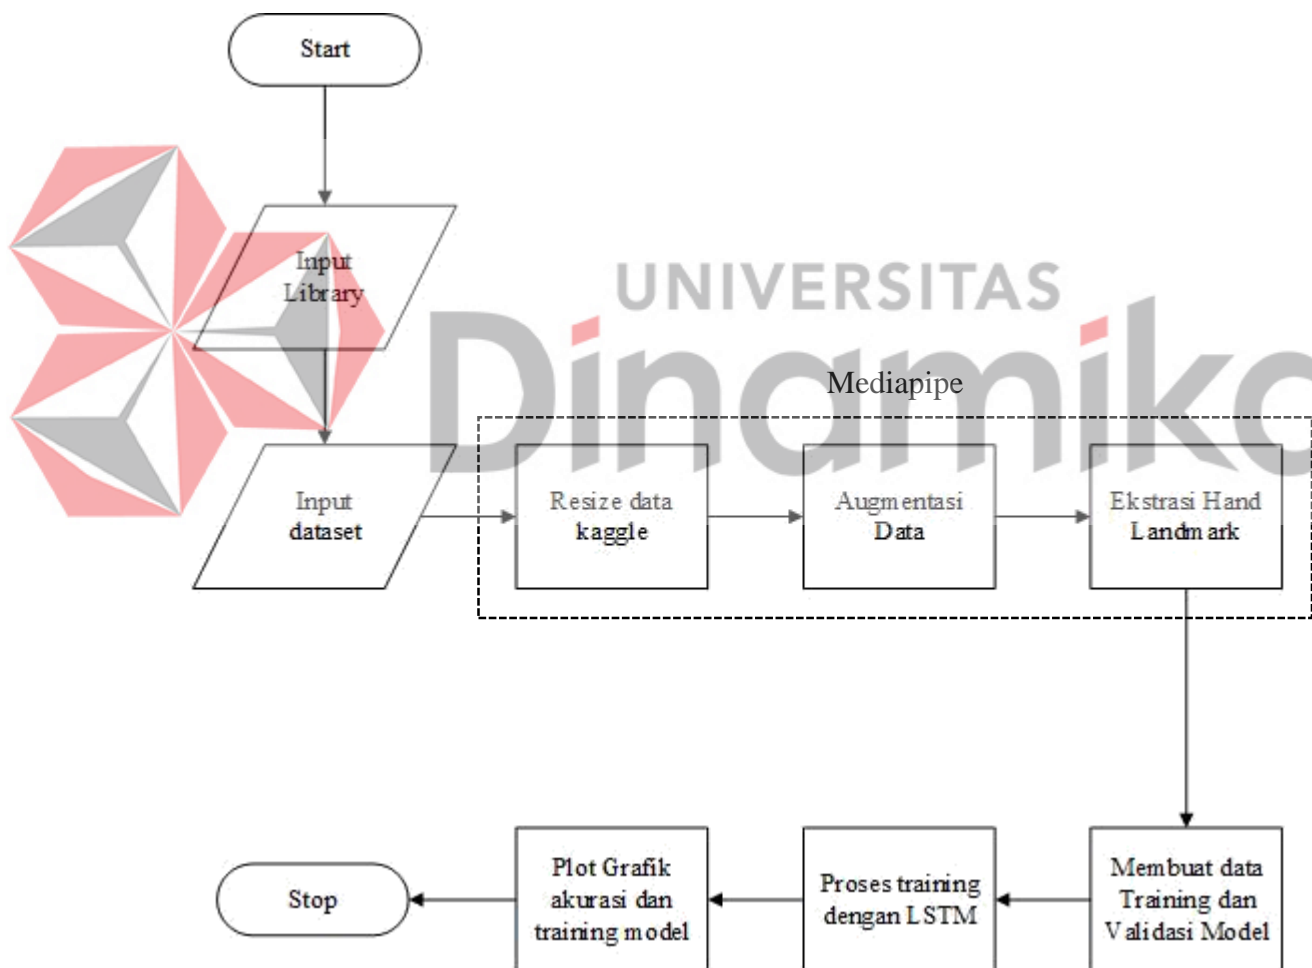 Start
Input
Library
UNIVERSITAS
Dinamika
Mediapipe
Input
dataset
Resize data
kaggle
Augmentasi
Data
Ekstrasi Hand
Landmark
Membuat data
Training dan
Validasi Model
Proses training
dengan LSTM
Plot Grafik
akurasi dan
training model
Stop